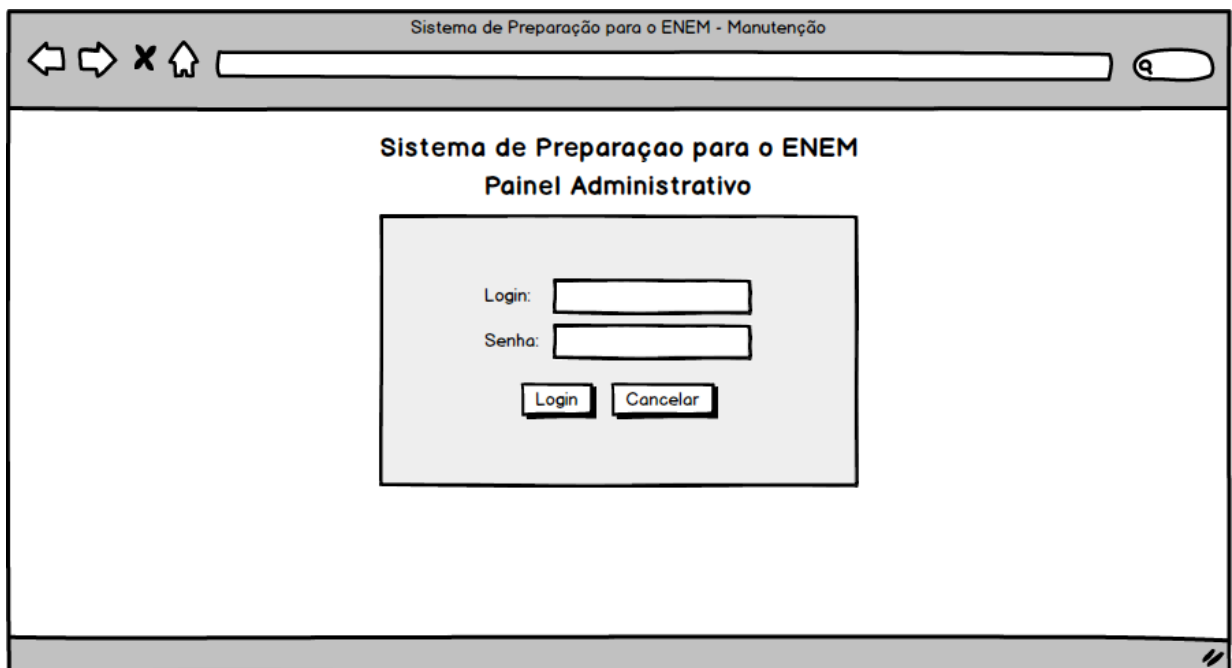 Sistema de Preparação para o ENEM - Manutenção
Sistema de Preparaçao para o ENEM
Painel Administrativo
Login:
Senha:
Login Cancelar